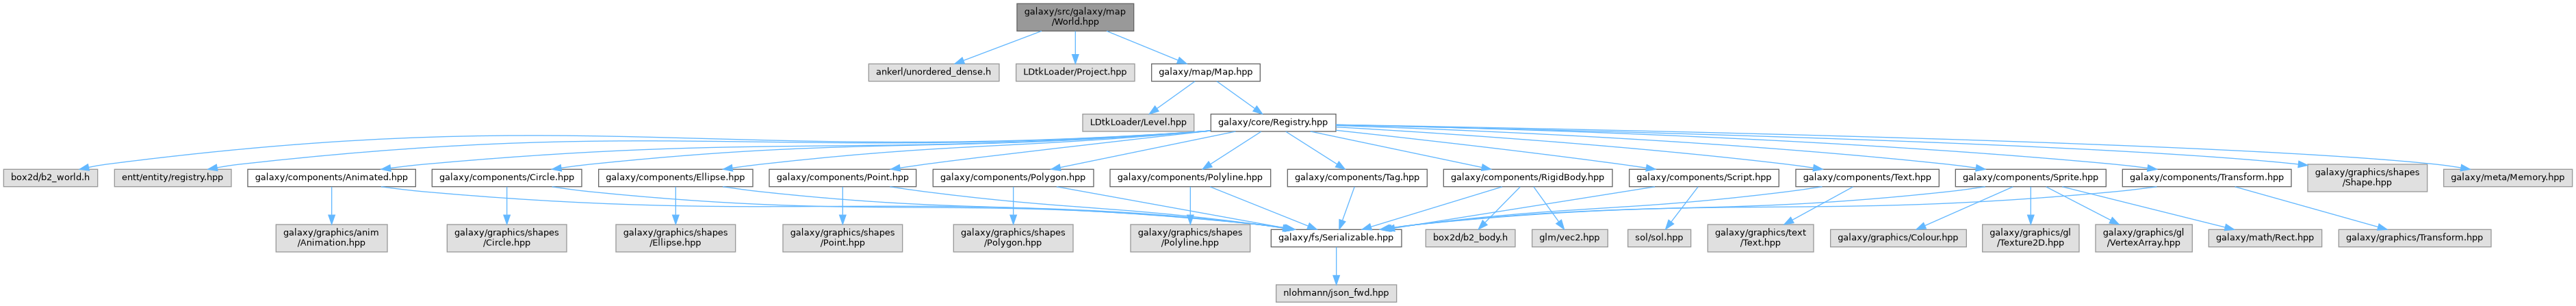 galaxy/src/galaxy/map
/World.hpp
ankerl/unordered_dense.h
LDtkLoader/Project.hpp
galaxy/map/Map.hpp
LDtkLoader/Level.hpp
galaxy/core/Registry.hpp
box2d/b2_world.h
entt/entity/registry.hpp
galaxy/components/Animated.hpp
galaxy/components/Circle.hpp
galaxy/components/Ellipse.hpp
galaxy/components/Point.hpp
galaxy/components/Polygon.hpp
galaxy/components/Polyline.hpp
galaxy/components/Tag.hpp
galaxy/components/RigidBody.hpp
galaxy/components/Script.hpp
galaxy/components/Text.hpp
galaxy/components/Sprite.hpp
galaxy/components/Transform.hpp
galaxy/graphics/shapes
/Shape.hpp
galaxy/meta/Memory.hpp
galaxy/graphics/anim
/Animation.hpp
galaxy/graphics/shapes
/Circle.hpp
galaxy/graphics/shapes
/Ellipse.hpp
galaxy/graphics/shapes
/Point.hpp
galaxy/graphics/shapes
/Polygon.hpp
galaxy/graphics/shapes
/Polyline.hpp
galaxy/fs/Serializable.hpp
box2d/b2_body.h
glm/vec2.hpp
sol/sol.hpp
galaxy/graphics/text
/Text.hpp
galaxy/graphics/Colour.hpp
galaxy/graphics/gl
/Texture2D.hpp
galaxy/graphics/gl
/VertexArray.hpp
galaxy/math/Rect.hpp
galaxy/graphics/Transform.hpp
nlohmann/json_fwd.hpp